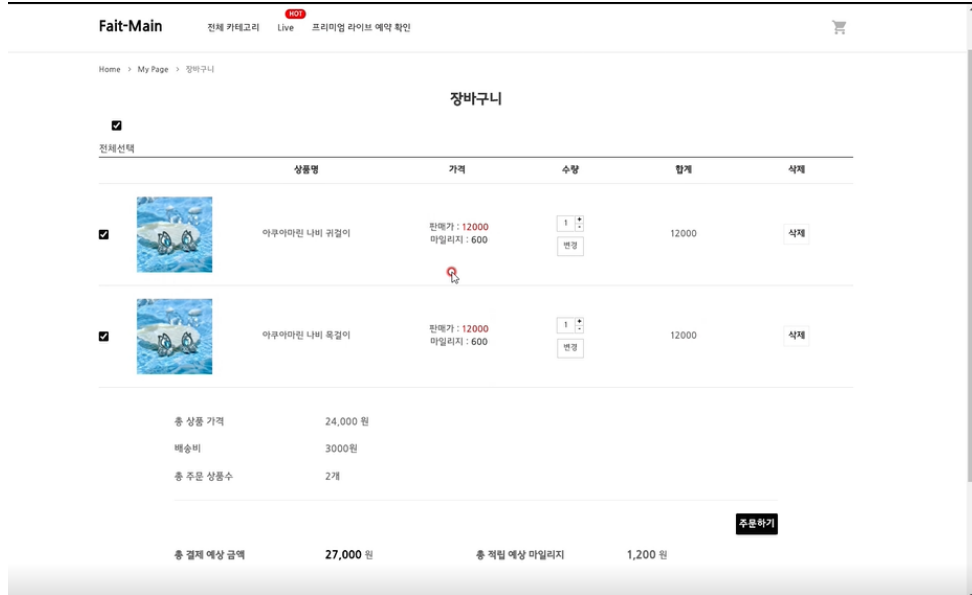 HOT
Fait-Main 전체 카테고리 Live 프리미엄 라이브 예약 확인
Home > My Page > 장바구니
장바구니
전체선택
상품명 가격 수량 합계 삭제
아쿠아마린 나비 귀걸이 판매가 : 12000 1 + - 12000 삭제
마일리지 : 600 변경
아쿠아마린 나비 목걸이 판매가 : 12000 1 + - 12000 삭제
마일리지 : 600 변경
총 상품 가격 24,000 원
배송비 3000원
총 주문 상품수 2개
주문하기
총 결제 예상 금액 27,000 원 총 적립 예상 마일리지 1,200 원